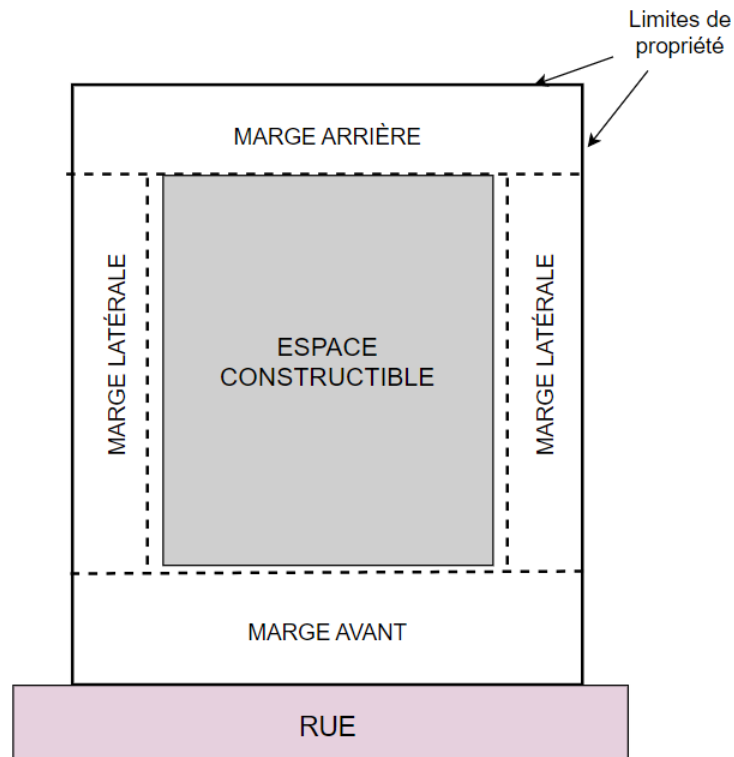 Limites de
propriété
MARGE ARRIÈRE
MARGE LATÉRALE
ESPACE
CONSTRUCTIBLE
MARGE LATÉRALE
MARGE AVANT
RUE